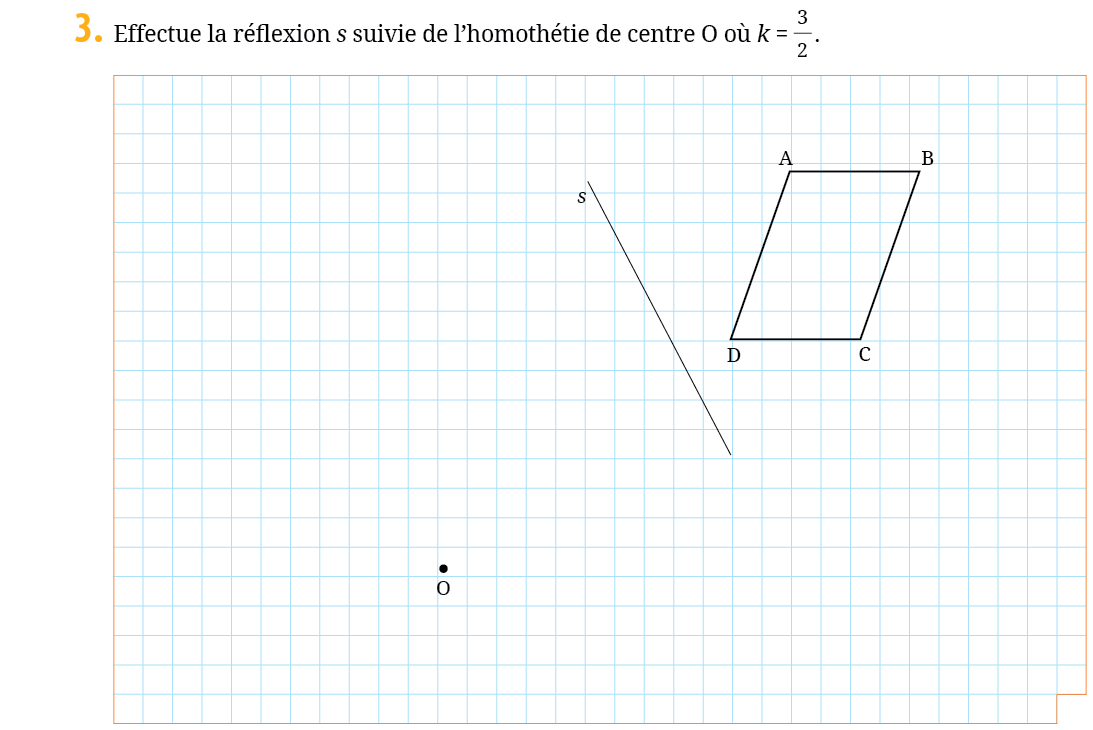 3. Effectue la réflexion s suivie de l’homothétie de centre O où k = 3/2.
A B
s
D C
O